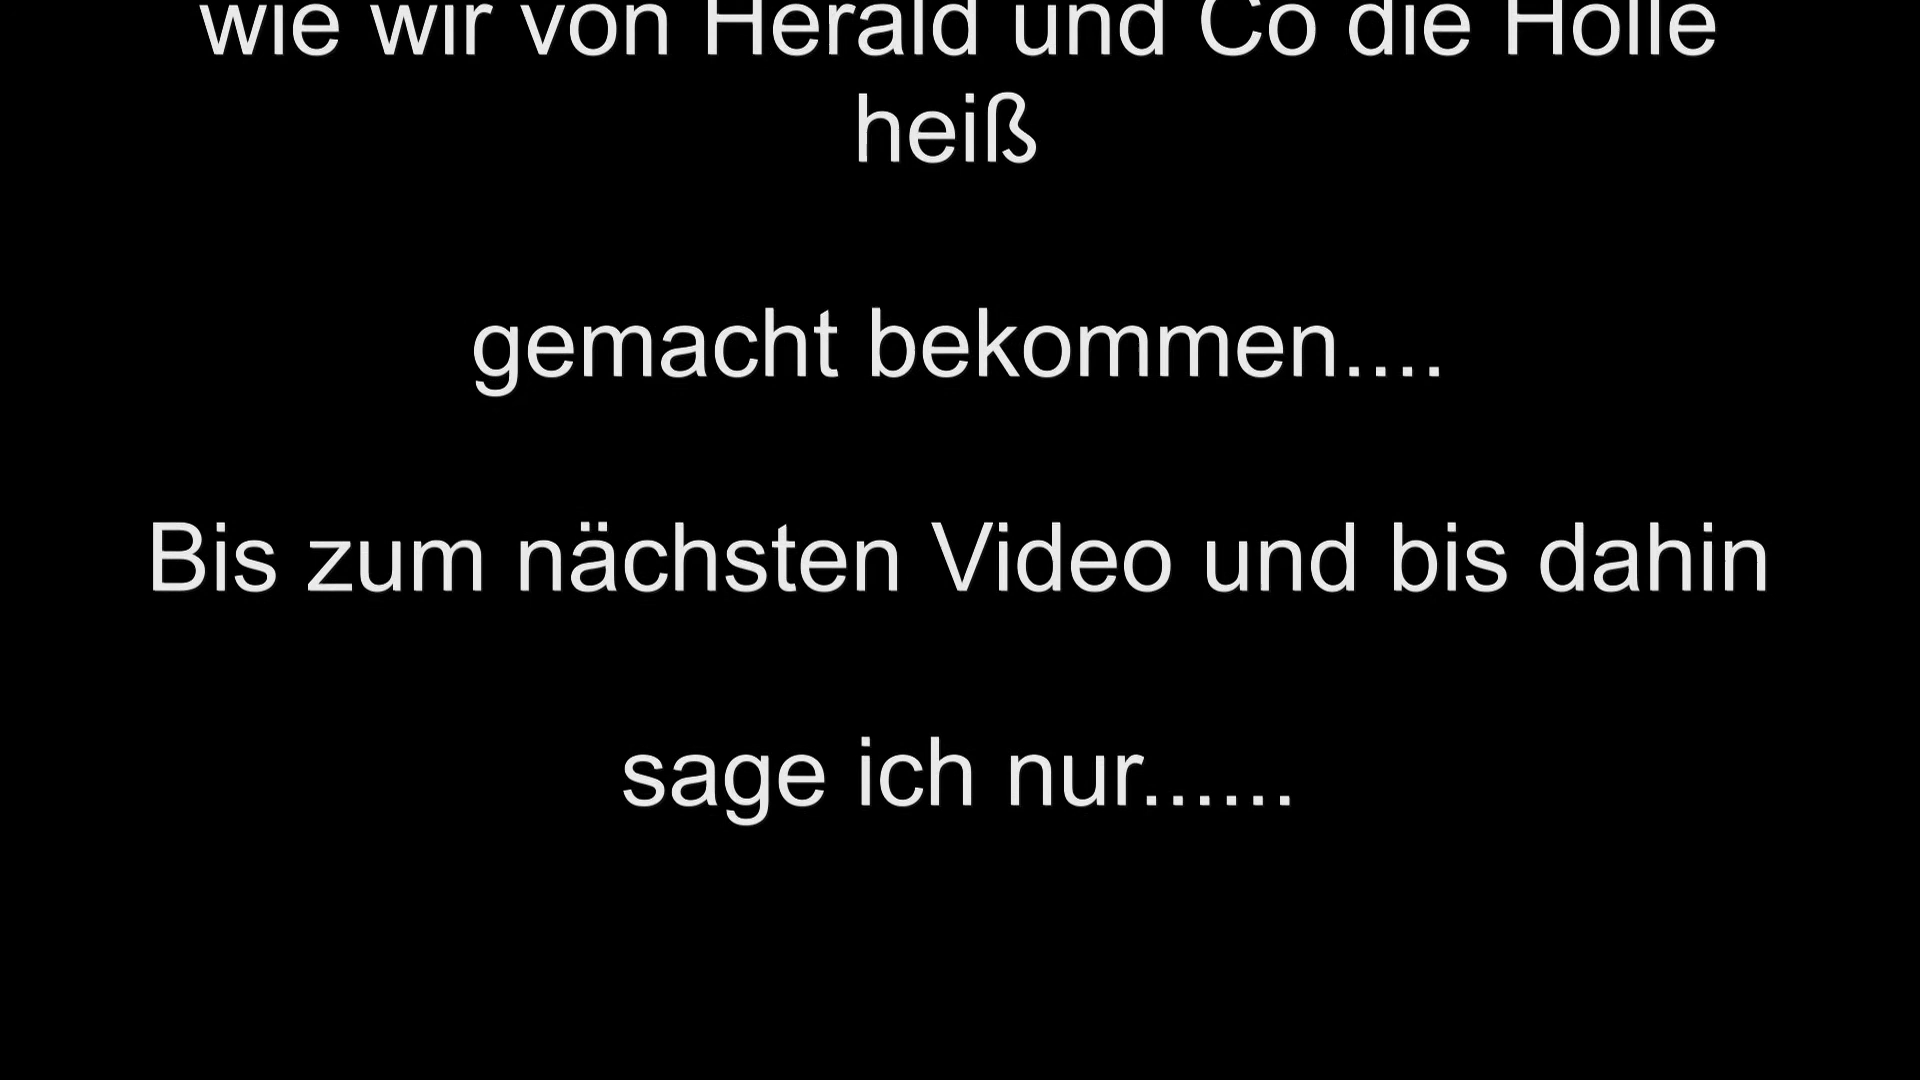 wie wir von Herald und Co die Hölle
heiß
gemacht bekommen....
Bis zum nächsten Video und bis dahin
sage ich nur......